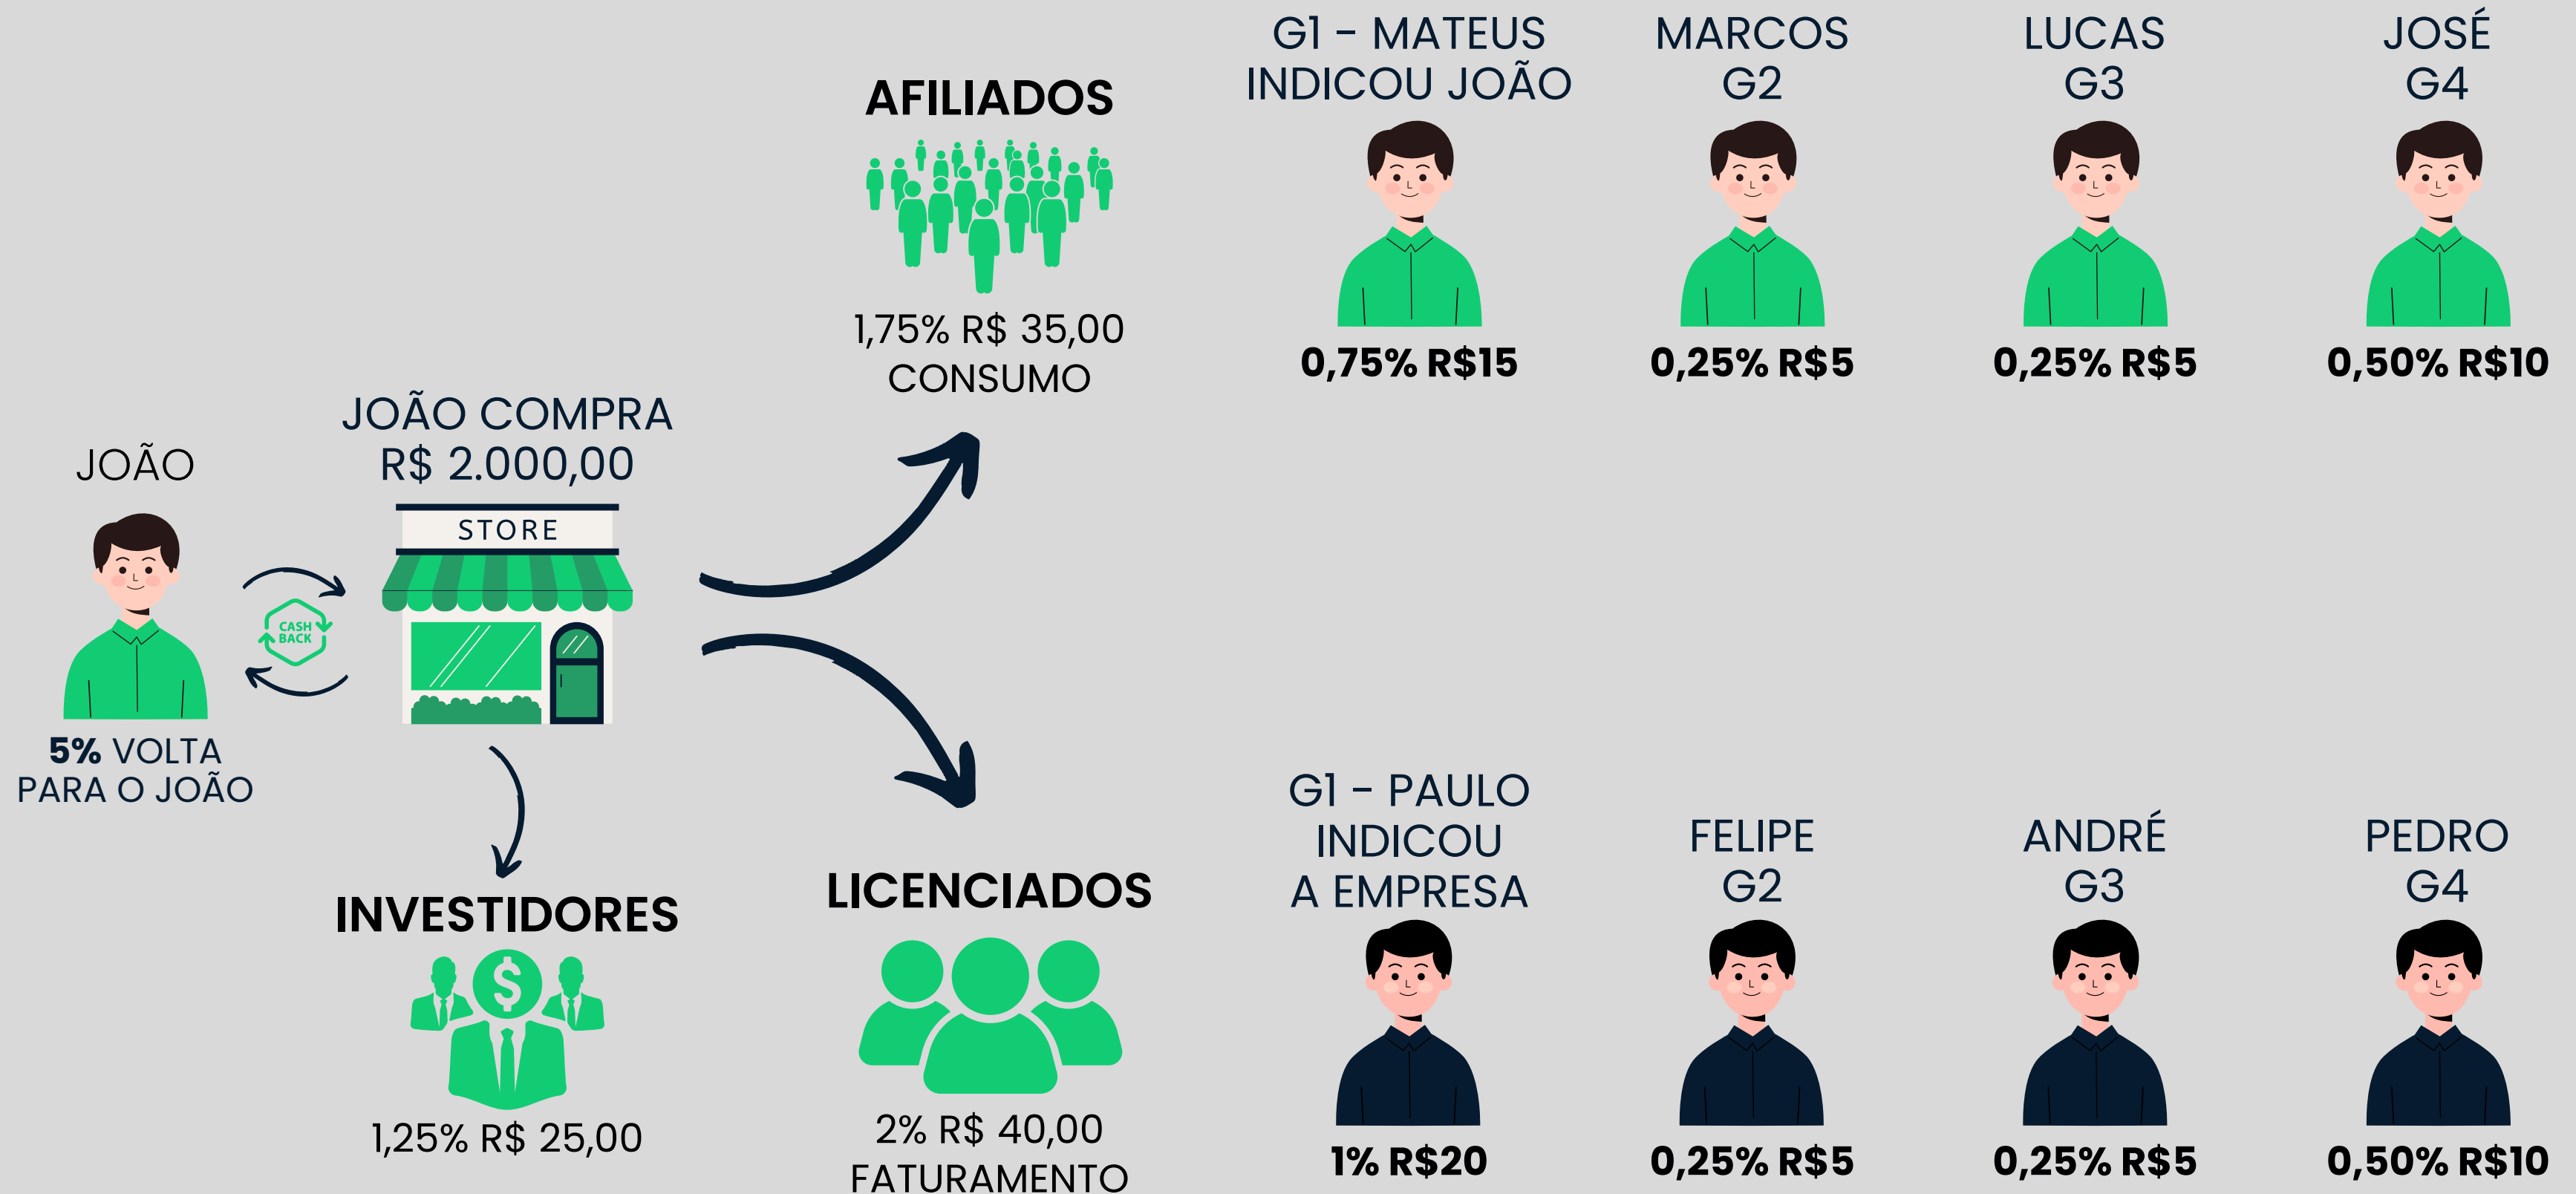 JOÃO
5% VOLTA
PARA O JOÃO
CASH
BACK
JOÃO COMPRA
R$ 2.000,00
STORE
INVESTIDORES
$
1,25% R$ 25,00
AFILIADOS
1,75% R$ 35,00
CONSUMO
LICENCIADOS
2% R$ 40,00
FATURAMENTO
G1 - MATEUS
INDICOU JOÃO
0,75% R$15
MARCOS
G2
0,25% R$5
LUCAS
G3
0,25% R$5
JOSÉ
G4
0,50% R$10
G1 - PAULO
INDICOU
A EMPRESA
1% R$20
FELIPE
G2
0,25% R$5
ANDRÉ
G3
0,25% R$5
PEDRO
G4
0,50% R$10